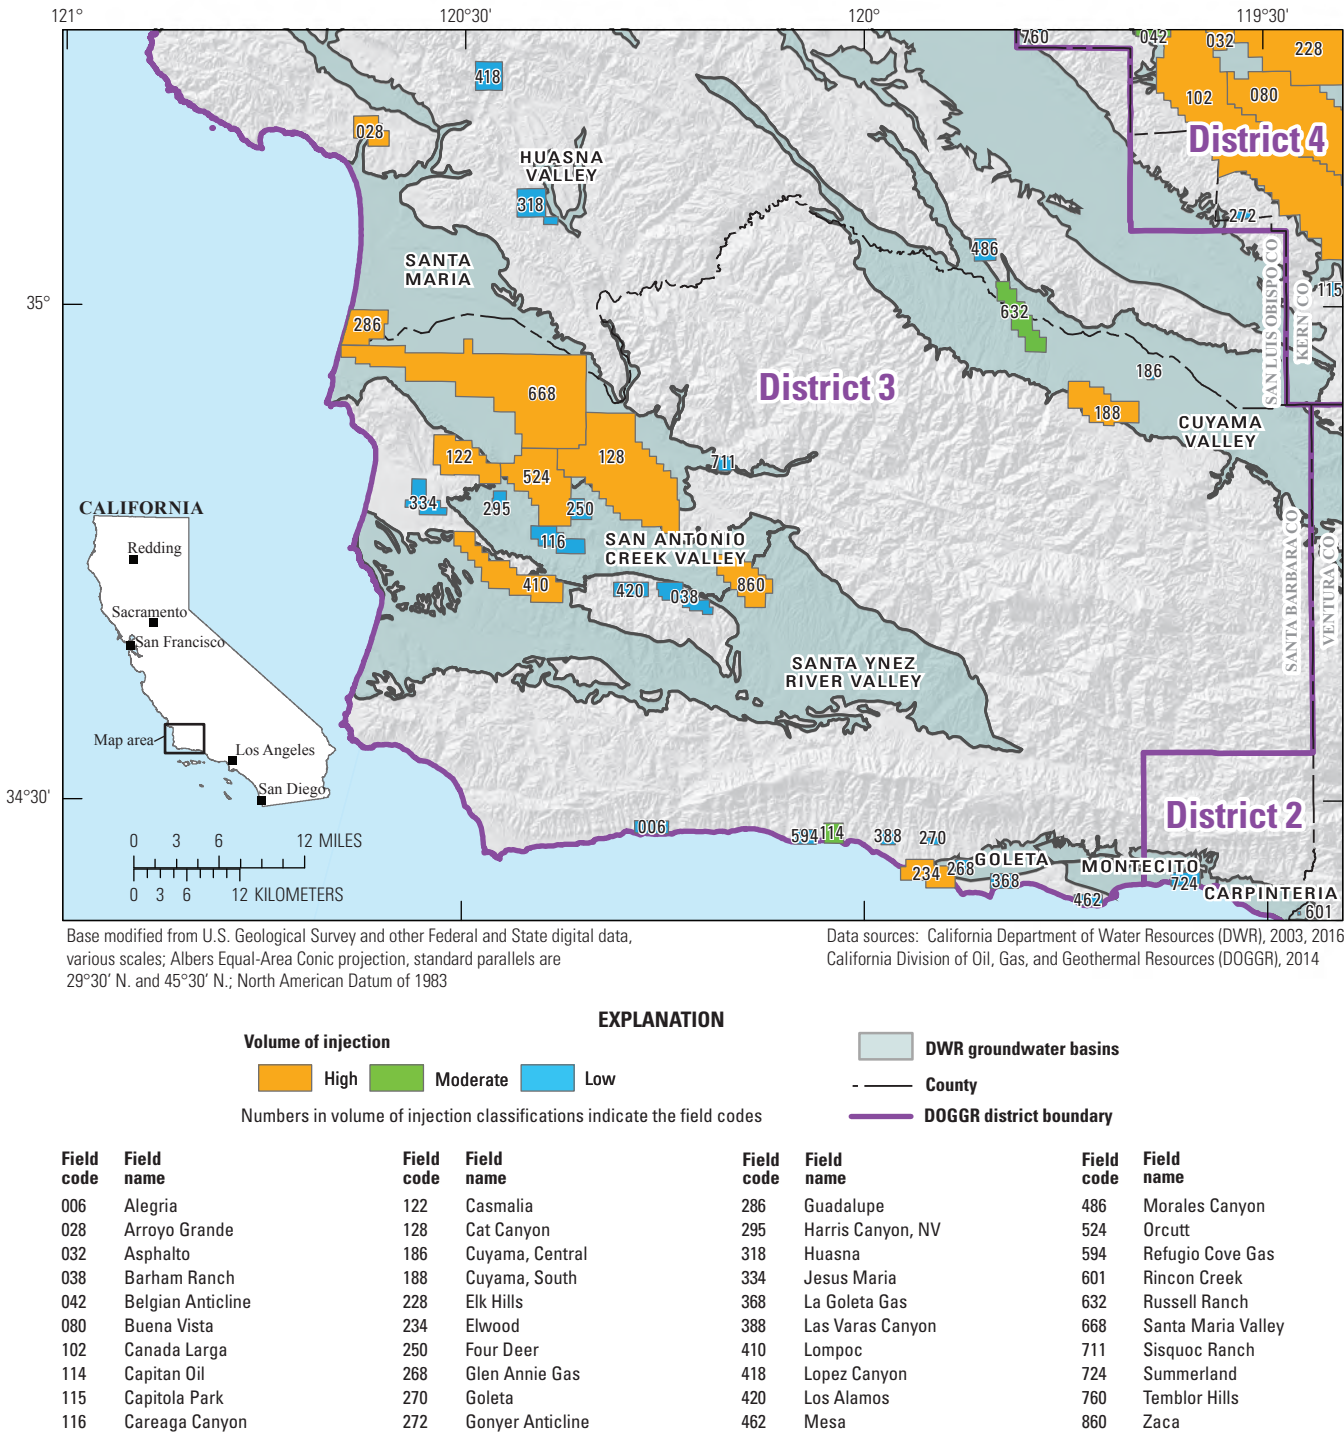 121°
120°30'
120°
119°30'
760
042
032
228
418
102
080
028
District 4
HUASNA
VALLEY
318
272
SANTA
MARIA
486
SAN LUIS OBISPO CO
KERN CO
115
35°
286
632
186
668
District 3
188
CUYAMA
VALLEY
122
128
524
711
334
295
250
CALIFORNIA
116
SAN ANTONIO
CREEK VALLEY
SANTA BARBARA CO
VENTURA CO
Redding
410
420
038
860
Sacramento
San Francisco
SANTA YNEZ
RIVER VALLEY
Map area
Los Angeles
San Diego
34°30'
District 2
006
594
114
388
270
0 3 6 12 MILES
0 3 6 12 KILOMETERS
234
268
GOLETA
368
MONTECITO
462
724
CARPINTERIA
601
Base modified from U.S. Geological Survey and other Federal and State digital data,
various scales; Albers Equal-Area Conic projection, standard parallels are
29°30′ N. and 45°30′ N.; North American Datum of 1983
Data sources: California Department of Water Resources (DWR), 2003, 2016
California Division of Oil, Gas, and Geothermal Resources (DOGGR), 2014
EXPLANATION
Volume of injection
High Moderate Low
Numbers in volume of injection classifications indicate the field codes
DWR groundwater basins
County
DOGGR district boundary
Field code Field name
006 Alegria
028 Arroyo Grande
032 Asphalto
038 Barham Ranch
042 Belgian Anticline
080 Buena Vista
102 Canada Larga
114 Capitan Oil
115 Capitola Park
116 Careaga Canyon
Field code Field name
122 Casmalia
128 Cat Canyon
186 Cuyama, Central
188 Cuyama, South
228 Elk Hills
234 Elwood
250 Four Deer
268 Glen Annie Gas
270 Goleta
272 Gonyer Anticline
Field code Field name
286 Guadalupe
295 Harris Canyon, NV
318 Huasna
334 Jesus Maria
368 La Goleta Gas
388 Las Varas Canyon
410 Lompoc
418 Lopez Canyon
420 Los Alamos
462 Mesa
Field code Field name
486 Morales Canyon
524 Orcutt
594 Refugio Cove Gas
601 Rincon Creek
632 Russell Ranch
668 Santa Maria Valley
711 Sisquoc Ranch
724 Summerland
760 Temblor Hills
860 Zaca